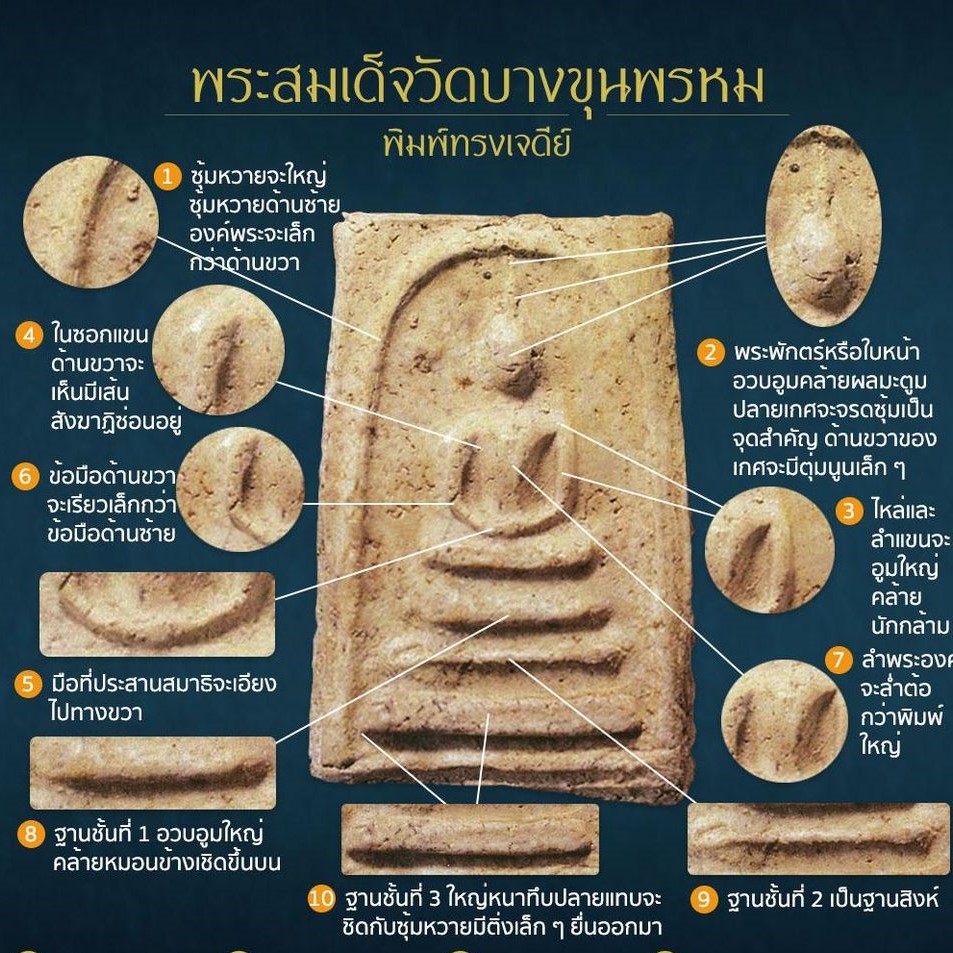 พระสมเด็จวัดบางขุนพรหม
พิมพ์ทรงเจดีย์
1 ซุ้มหวายจะใหญ่
ซุ้มหวายด้านซ้าย
องค์พระจะเล็ก
กว่าด้านขวา
2 พระพักตร์หรือใบหน้า
อวบอูมคล้ายผลมะตูม
ปลายเกศจะจรดซุ้มเป็น
จุดสำคัญ ด้านขวาของ
เกศจะมีตุ่มนูนเล็ก ๆ
3 ไหล่และ
ลำแขนจะ
อูมใหญ่
คล้าย
นักกล้าม
4 ในซอกแขน
ด้านขวาจะ
เห็นมีเส้น
สังฆาฏิซ่อนอยู่
5 มือที่ประสานสมาธิจะเอียง
ไปทางขวา
6 ข้อมือด้านขวา
จะเรียวเล็กกว่า
ข้อมือด้านซ้าย
7 ลำพระองค
จะล่ำต้อ
กว่าพิมพ์
ใหญ่
8 ฐานชั้นที่ 1 อวบอูมใหญ่
คล้ายหมอนข้างเชิดขึ้นบน
9 ฐานชั้นที่ 2 เป็นฐานสิงห์
10 ฐานชั้นที่ 3 ใหญ่หนาทึบปลายแทบจะ
ชิดกับซุ้มหวายมีติ่งเล็ก ๆ ยื่นออกมา